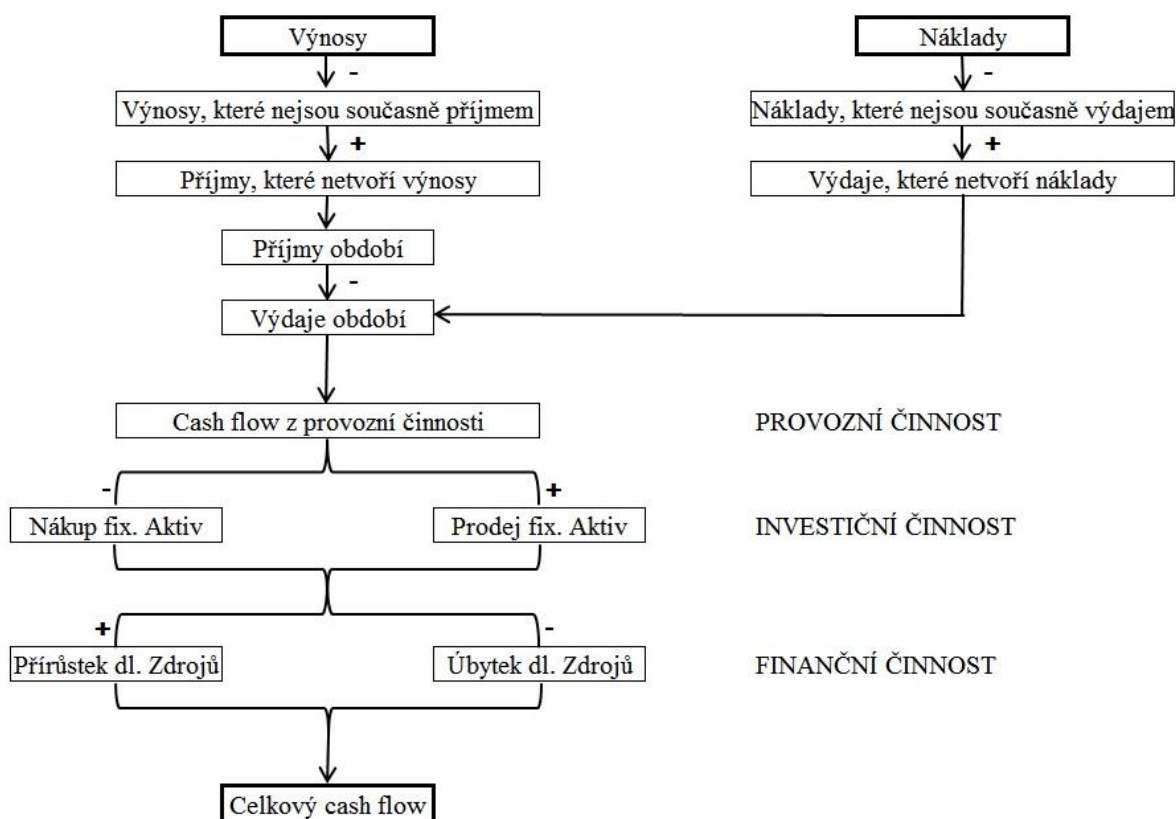 Výnosy
Náklady
-
-
Výnosy, které nejsou současně příjmem
Náklady, které nejsou současně výdajem
+
+
Příjmy, které netvoří výnosy
Výdaje, které netvoří náklady
Příjmy období
-
Výdaje období
Cash flow z provozní činnosti
PROVOZNÍ ČINNOST
-
+
Nákup fix. Aktiv
Prodej fix. Aktiv
INVESTIČNÍ ČINNOST
+
-
Přírůstek dl. Zdrojů
Úbytek dl. Zdrojů
FINANČNÍ ČINNOST
Celkový cash flow